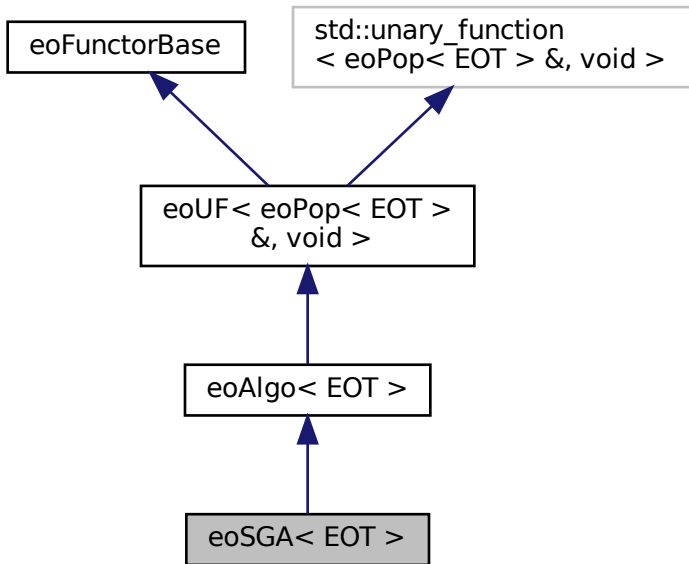 eoFunctorBase
std::unary_function
< eoPop< EOT > &, void >
eoUF< eoPop< EOT >
&, void >
eoAlgo< EOT >
eoSGA< EOT >